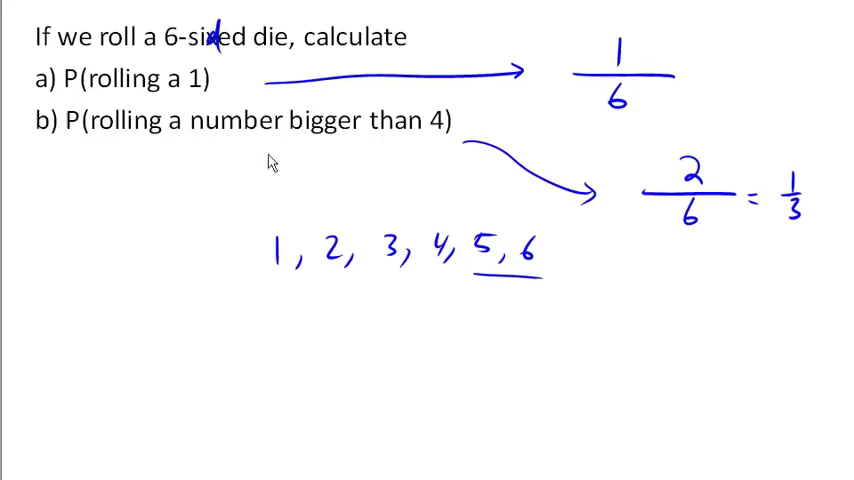 If we roll a 6-sided die, calculate
a) P(rolling a 1)
1/6
b) P(rolling a number bigger than 4)
2/6 = 1/3
1, 2, 3, 4, 5, 6